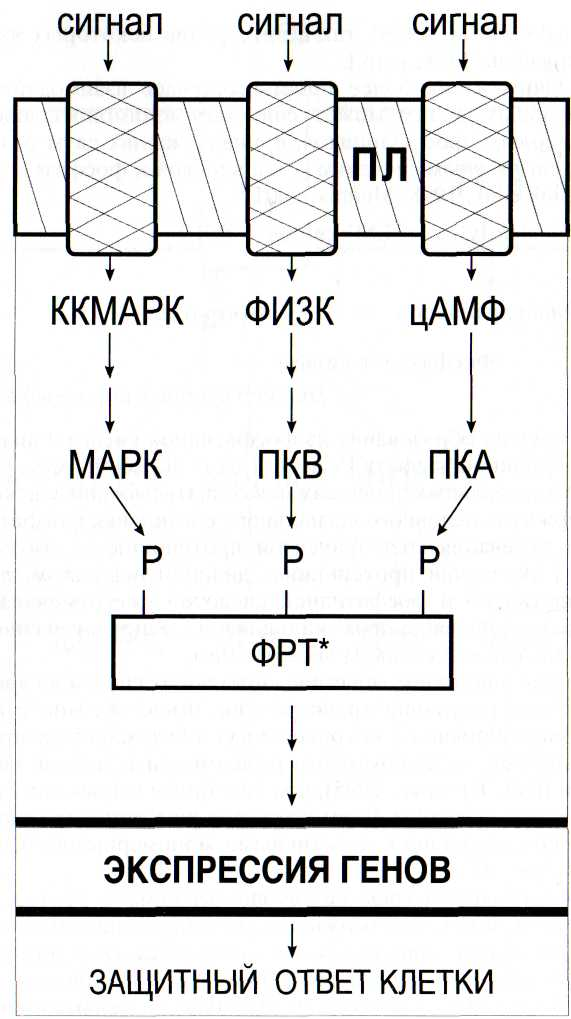 сигнал сигнал сигнал
ПЛ
ККМАРК ФИЗК цАМФ
МАРК ПКВ ПКА
Р Р Р
ФРТ*
ЭКСПРЕССИЯ ГЕНОВ
ЗАЩИТНЫЙ ОТВЕТ КЛЕТКИ